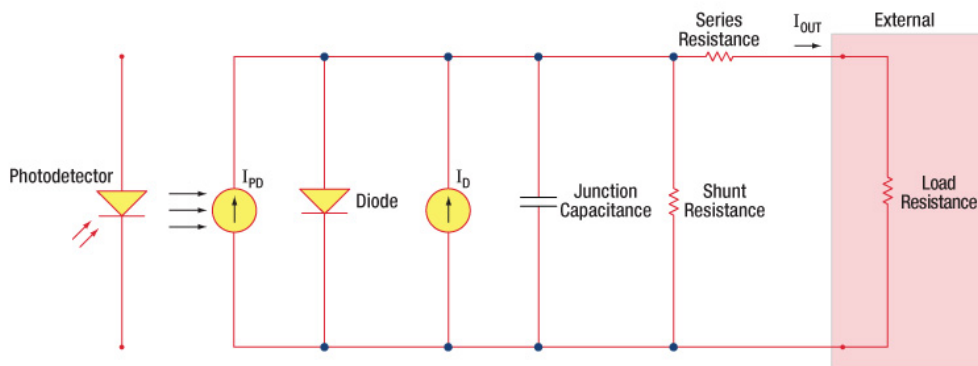 Series
Resistance
I_OUT
External
Photodetector
I_PD
Diode
I_D
Junction
Capacitance
Shunt
Resistance
Load
Resistance